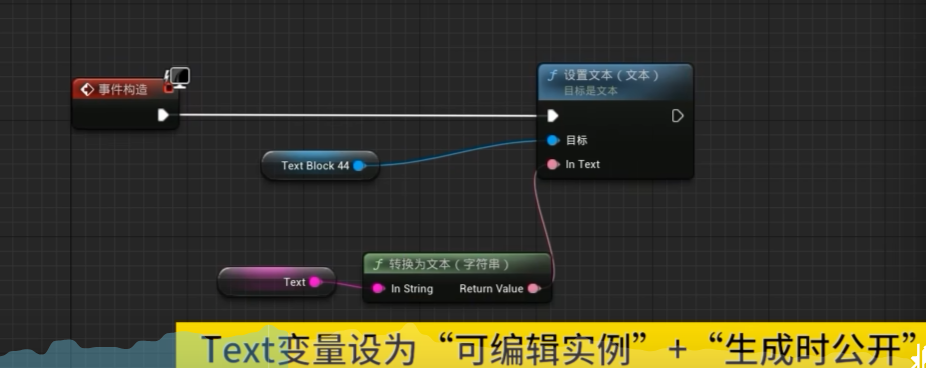 事件构造
设置文本（文本）
目标是文本
目标
Text Block 44
In Text
转换为文本（字符串）
Text
In String
Return Value
Text变量设为“可编辑实例”+“生成时公开”